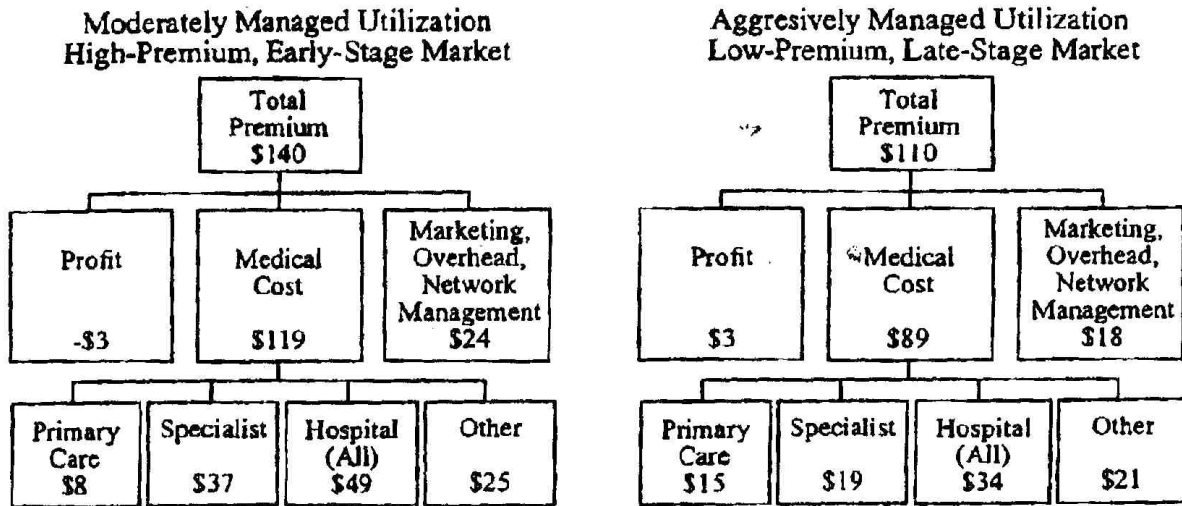 Moderately Managed Utilization
High-Premium, Early-Stage Market
Total
Premium
$140
Profit
-$3
Medical
Cost
$119
Marketing,
Overhead,
Network
Management
$24
Primary
Care
$8
Specialist
$37
Hospital
(All)
$49
Other
$25
Aggresively Managed Utilization
Low-Premium, Late-Stage Market
Total
Premium
$110
Profit
$3
Medical
Cost
$89
Marketing,
Overhead,
Network
Management
$18
Primary
Care
$15
Specialist
$19
Hospital
(All)
$34
Other
$21